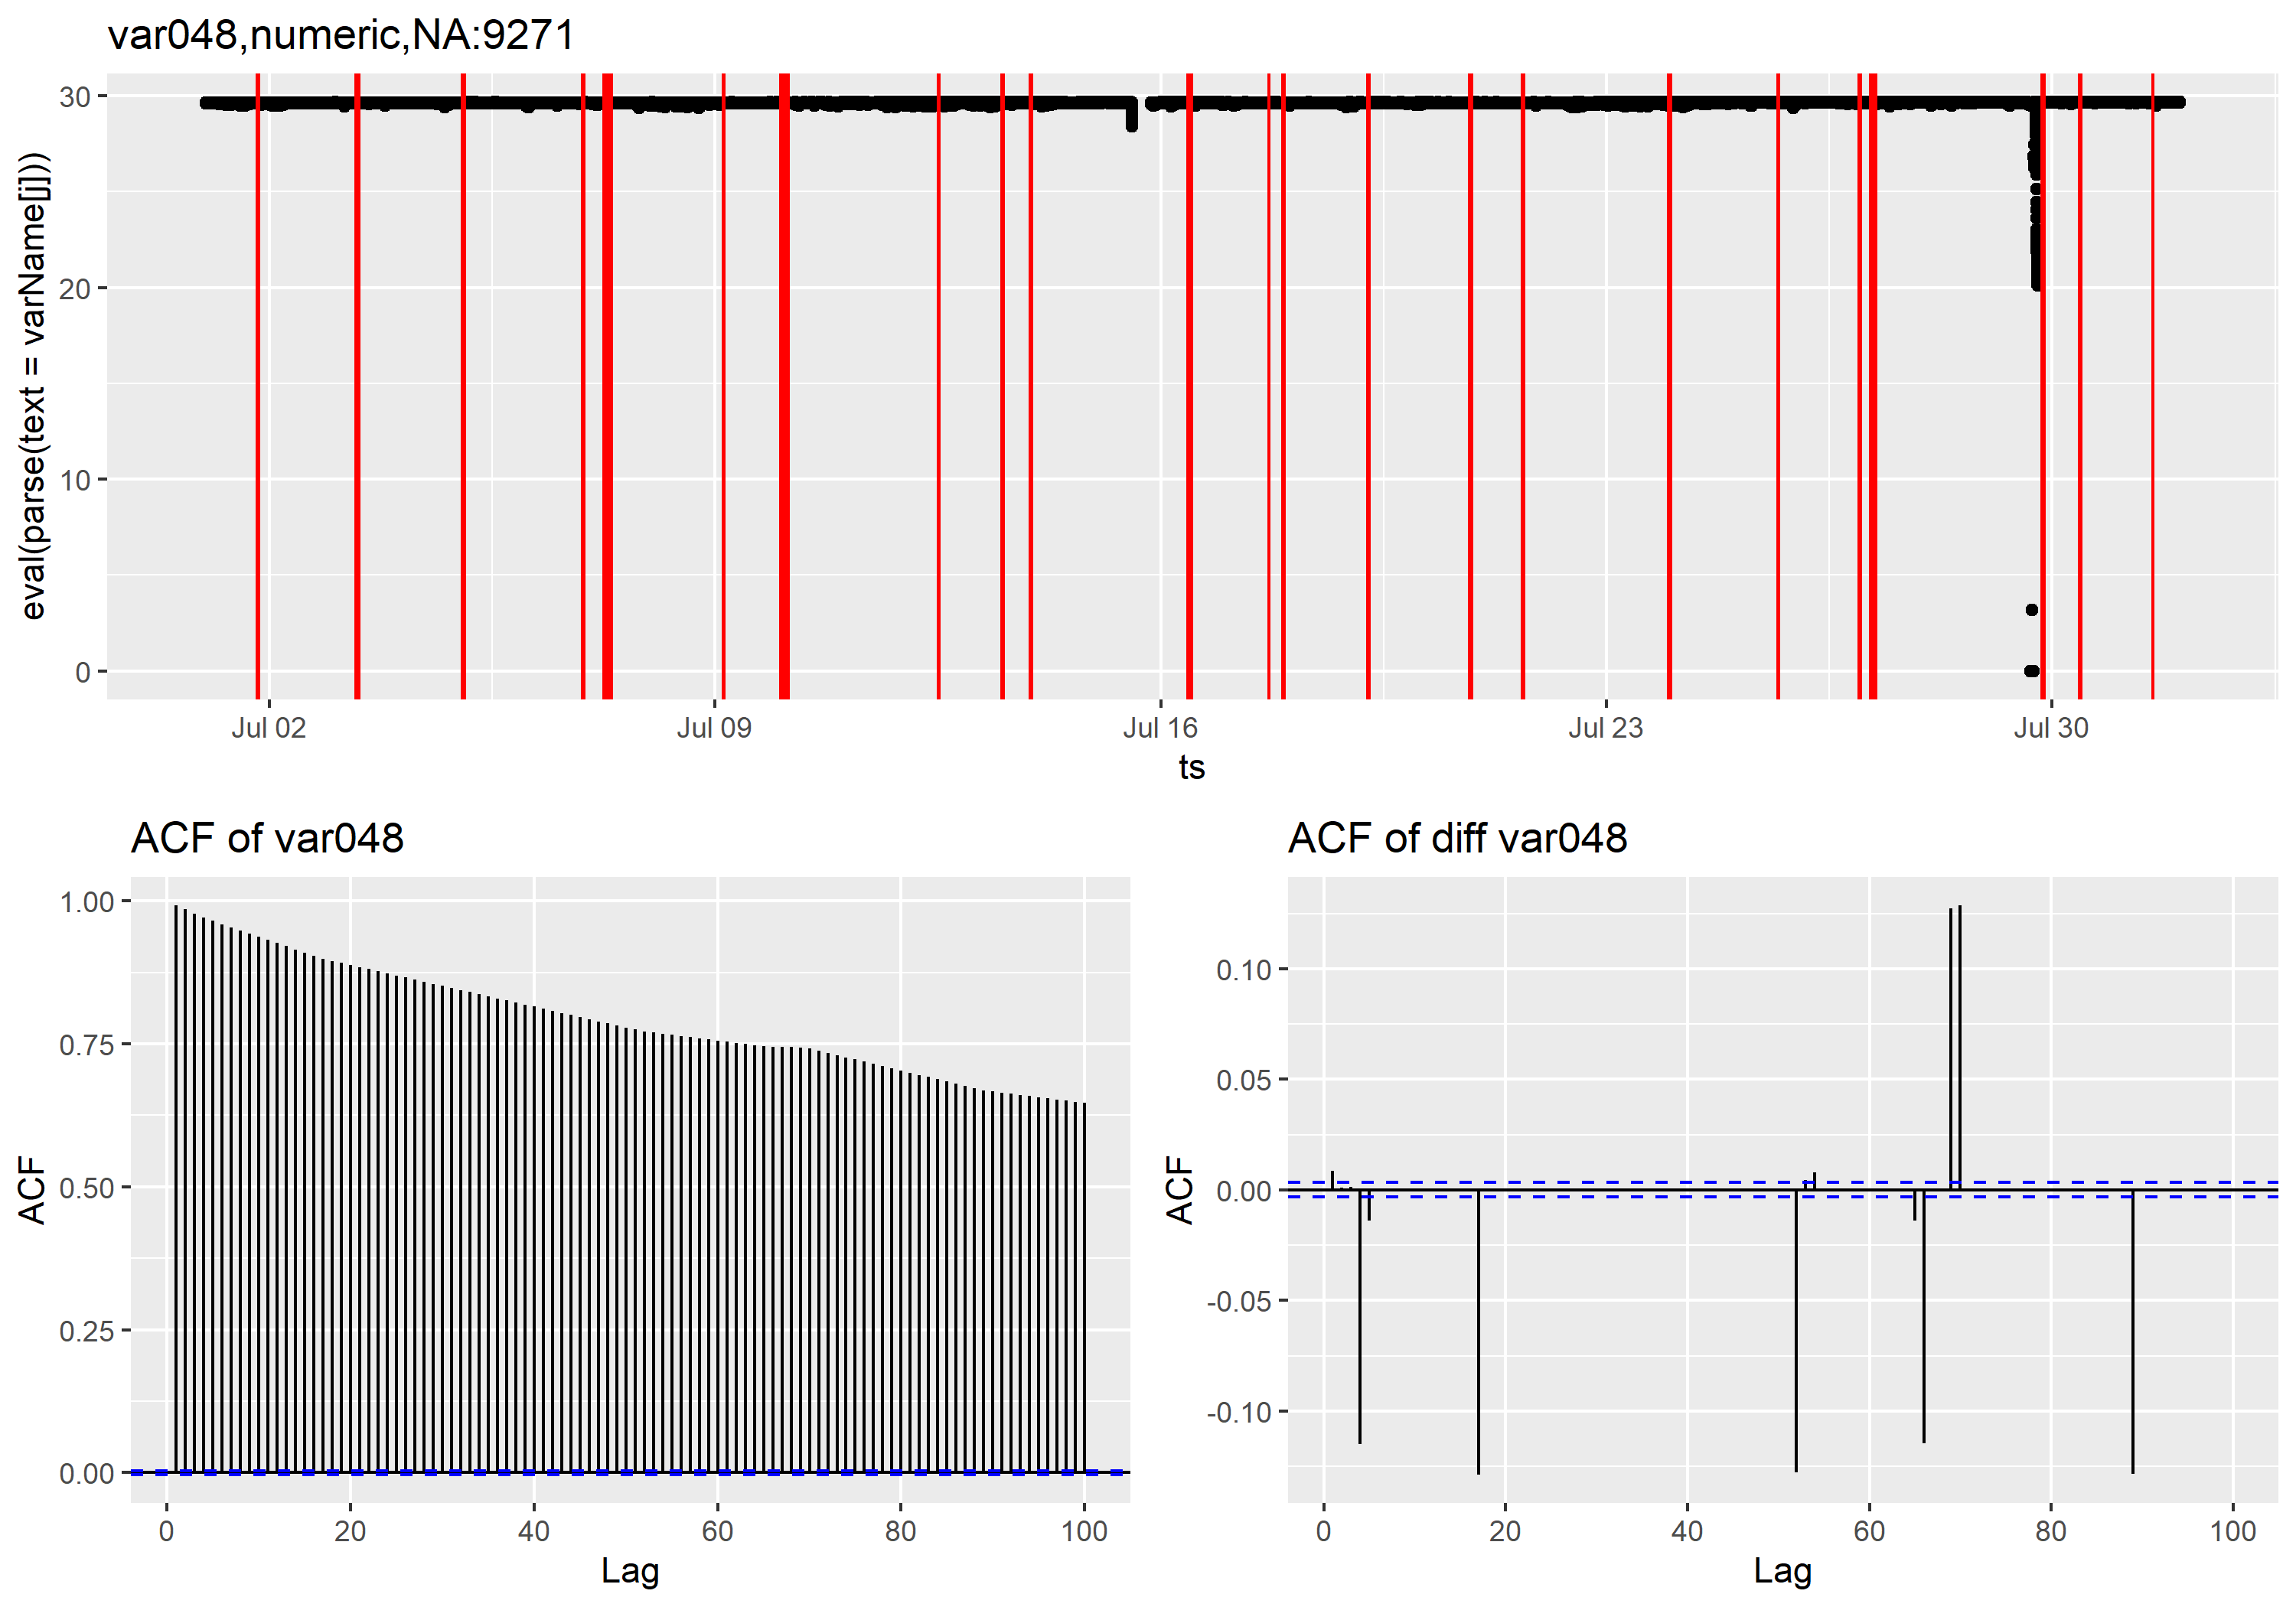 var048,numeric,NA:9271
eval(parse(text = varName[j]))
30
20
10
0
Jul 02
Jul 09
Jul 16
Jul 23
Jul 30
ts
ACF of var048
ACF
1.00
0.75
0.50
0.25
0.00
0
20
40
60
80
100
Lag
ACF of diff var048
ACF
0.10
0.05
0.00
-0.05
-0.10
0
20
40
60
80
100
Lag